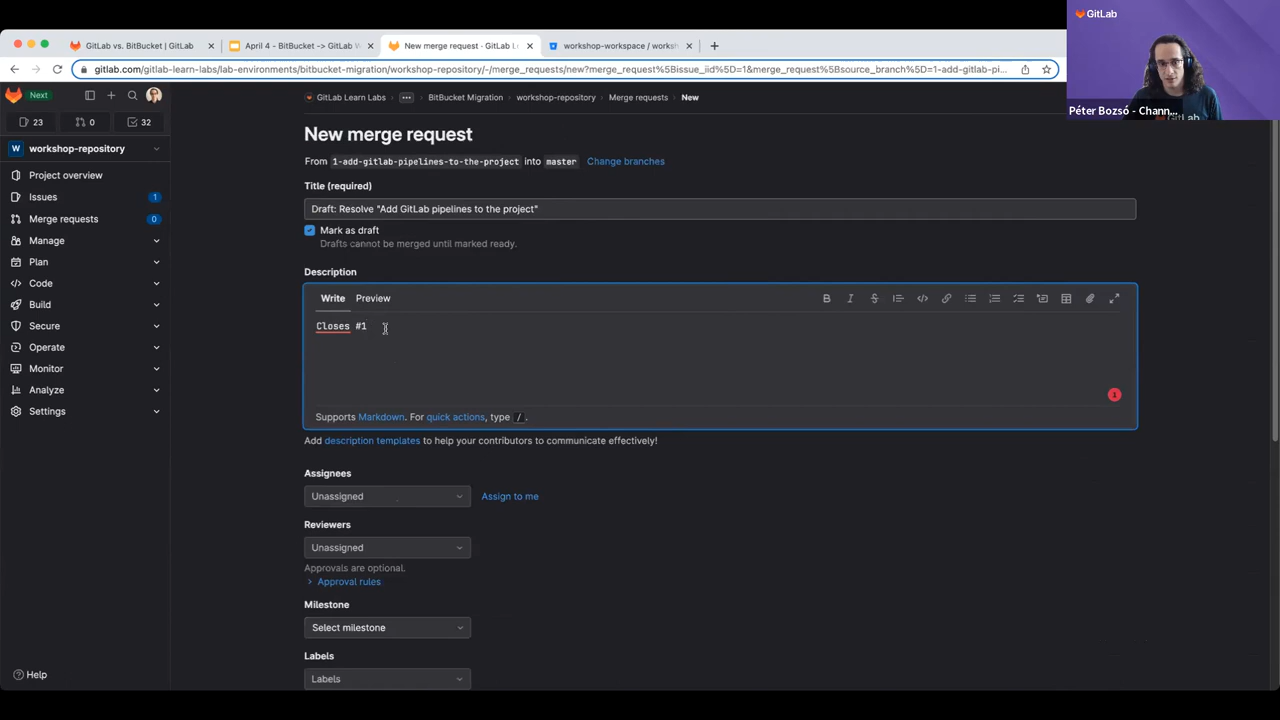 GitLab
GitLab vs. BitBucket | GitLab
April 4 - BitBucket -> GitLab W
New merge request · GitLab L
workshop-workspace / worksh
gitlab.com/gitlab-learn-labs/lab-environments/bitbucket-migration/workshop-repository/-/merge_requests/new?merge_request%5Bissue_iid%5D=1&merge_request%5Bsource_branch%5D=1-add-gitlab-pi...
Péter Bozsó - Chann...
GitLab
Next
GitLab Learn Labs
BitBucket Migration
workshop-repository
Merge requests
New
23
0
32
W workshop-repository
Project overview
Issues 1
Merge requests 0
Manage
Plan
Code
Build
Secure
Operate
Monitor
Analyze
Settings
Help
New merge request
From 1-add-gitlab-pipelines-to-the-project into master Change branches
Title (required)
Draft: Resolve "Add GitLab pipelines to the project"
Mark as draft
Drafts cannot be merged until marked ready.
Description
Write Preview
Closes #1
1
Supports Markdown. For quick actions, type /.
Add description templates to help your contributors to communicate effectively!
Assignees
Unassigned
Assign to me
Reviewers
Unassigned
Approvals are optional.
> Approval rules
Milestone
Select milestone
Labels
Labels